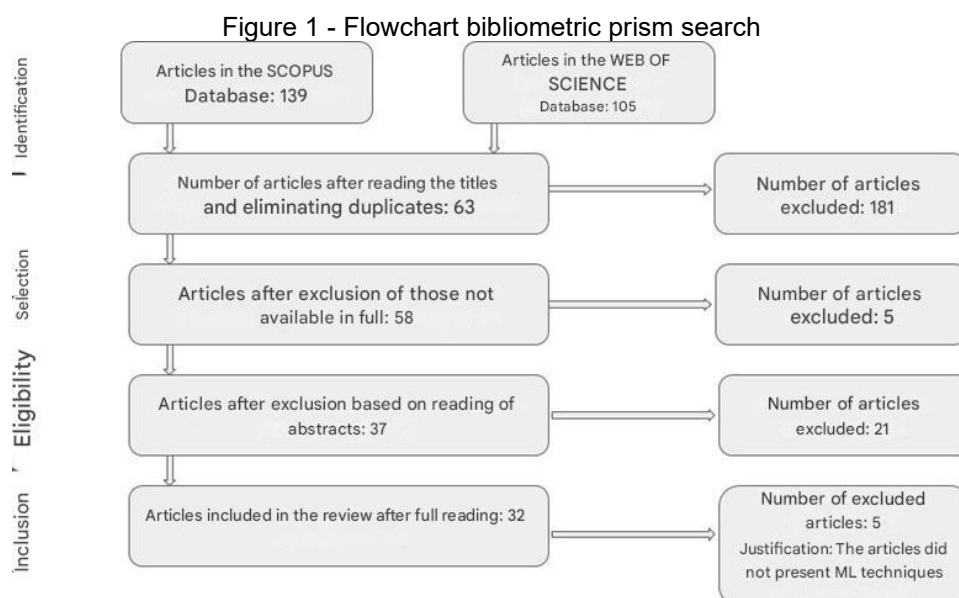 Figure 1 - Flowchart bibliometric prism search
Identification
Articles in the SCOPUS
Database: 139
Articles in the WEB OF
SCIENCE
Database: 105
Number of articles after reading the titles
and eliminating duplicates: 63
Number of articles
excluded: 181
Selection
Articles after exclusion of those not
available in full: 58
Number of articles
excluded: 5
Eligibility
Articles after exclusion based on reading of
abstracts: 37
Number of articles
excluded: 21
Inclusion
Articles included in the review after full reading: 32
Number of excluded
articles: 5
Justification: The articles did
not present ML techniques